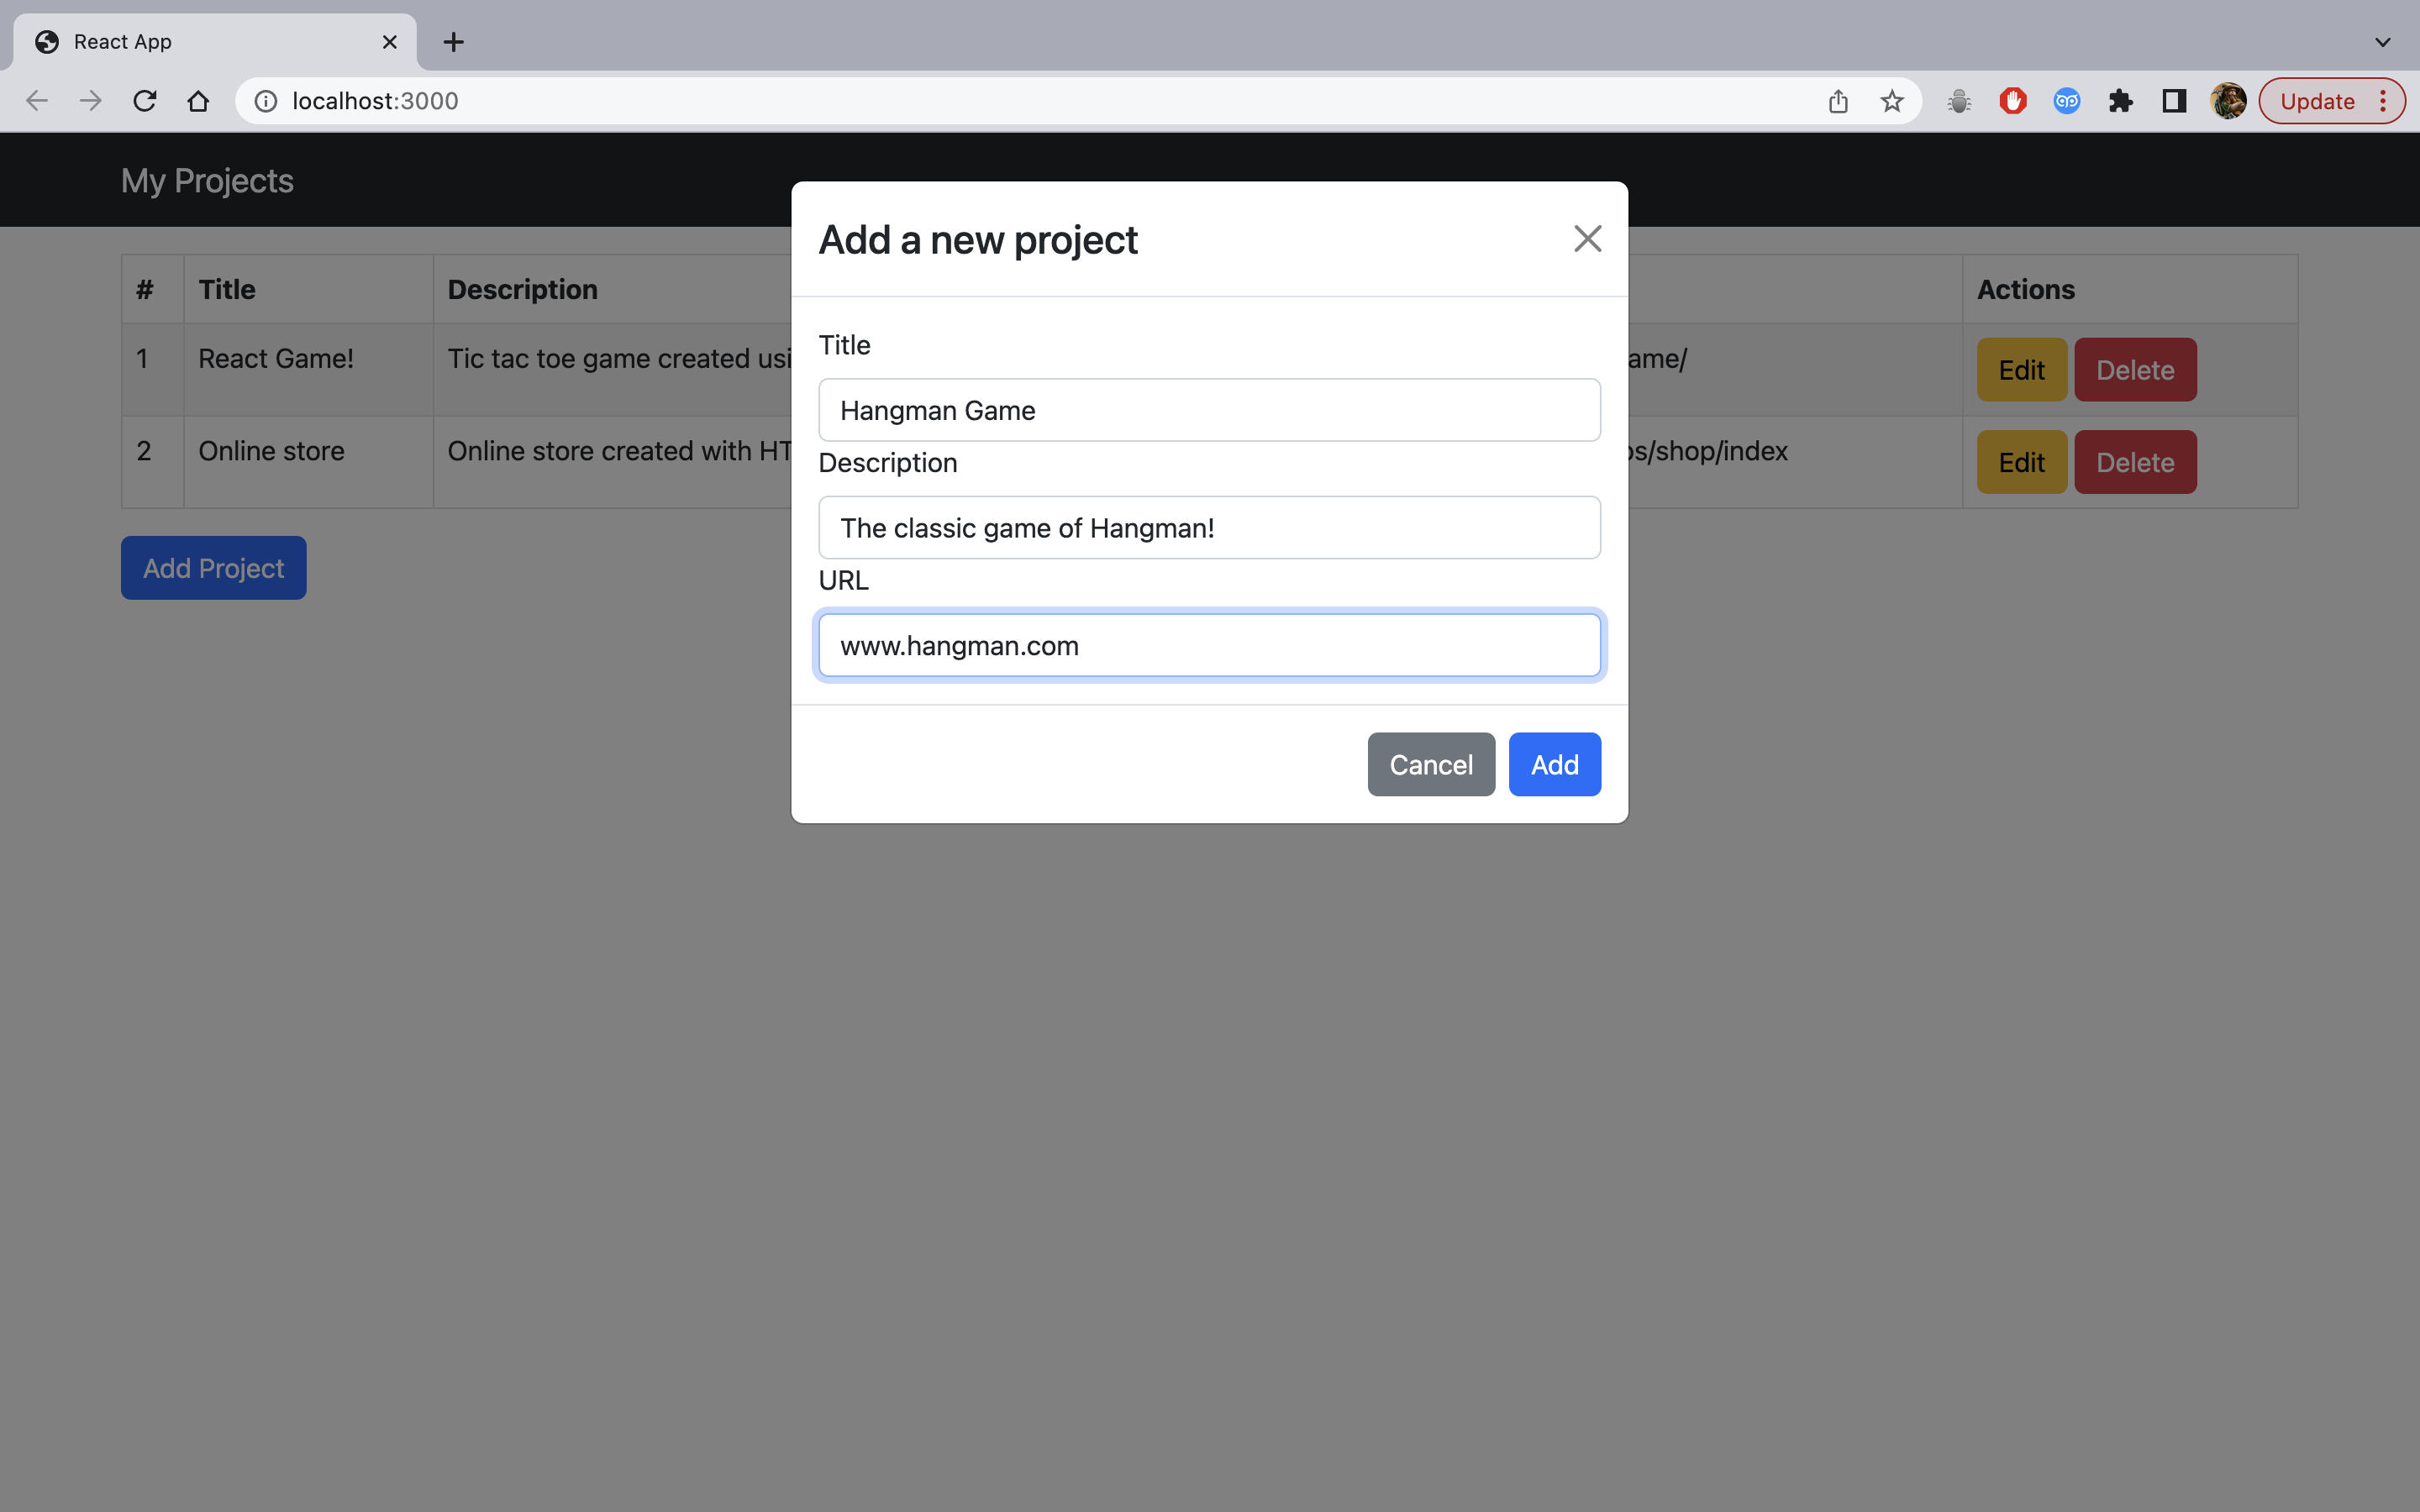 React App
localhost:3000
Update
My Projects
Add a new project
# Title Description Actions
Title
1 React Game! Tic tac toe game created usi ame/ Edit Delete
Hangman Game
2 Online store Online store created with HT s/shop/index Edit Delete
Description
The classic game of Hangman!
Add Project
URL
www.hangman.com
Cancel Add